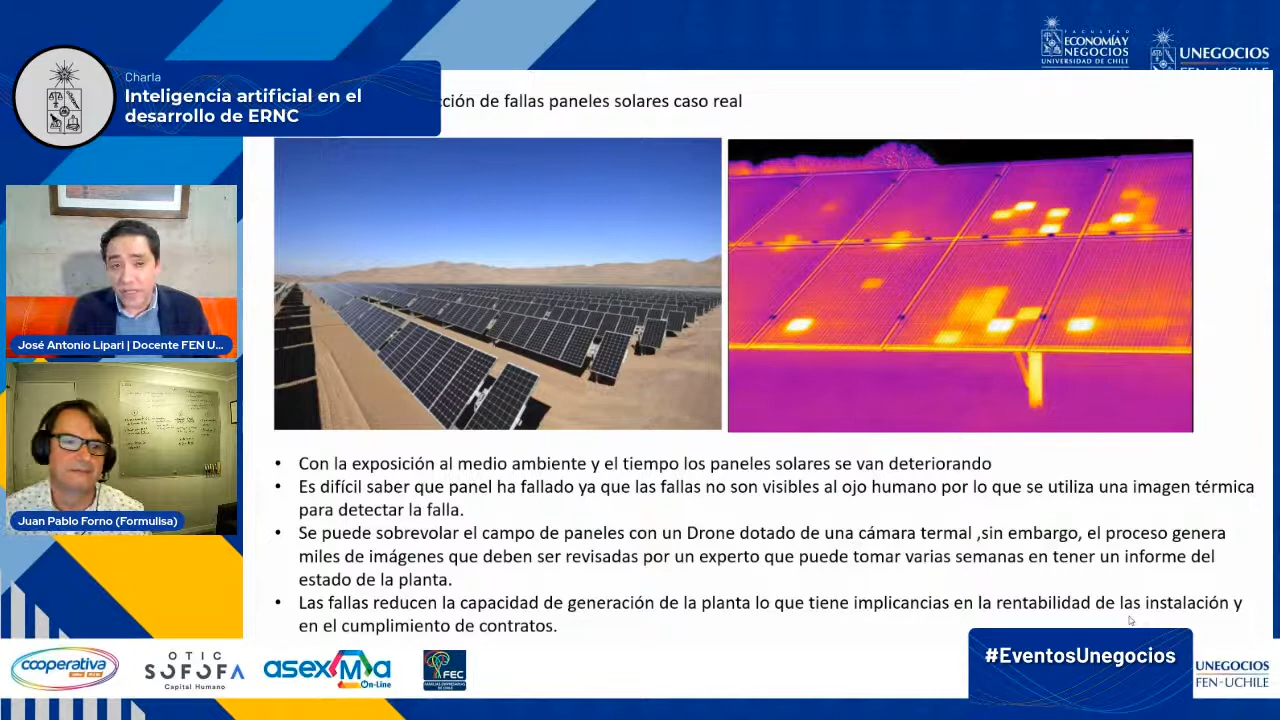 FACULTAD
ECONOMÍA Y
NEGOCIOS
UNIVERSIDAD DE CHILE
UNEGOCIOS
FEN-UCHILE
Charla
Inteligencia artificial en el
desarrollo de ERNC
cción de fallas paneles solares caso real
José Antonio Lipari | Docente FEN U...
Juan Pablo Forno (Formulisa)
• Con la exposición al medio ambiente y el tiempo los paneles solares se van deteriorando
• Es difícil saber que panel ha fallado ya que las fallas no son visibles al ojo humano por lo que se utiliza una imagen térmica
para detectar la falla.
• Se puede sobrevolar el campo de paneles con un Drone dotado de una cámara termal ,sin embargo, el proceso genera
miles de imágenes que deben ser revisadas por un experto que puede tomar varias semanas en tener un informe del
estado de la planta.
• Las fallas reducen la capacidad de generación de la planta lo que tiene implicancias en la rentabilidad de las instalación y
en el cumplimiento de contratos.
cooperativa
OTIC
SOFOFA
Capital Humano
asexma
On-Line
FEC
FAMILIAS EMPRESARIAS
DE CHILE
#EventosUnegocios
UNEGOCIOS
FEN-UCHILE